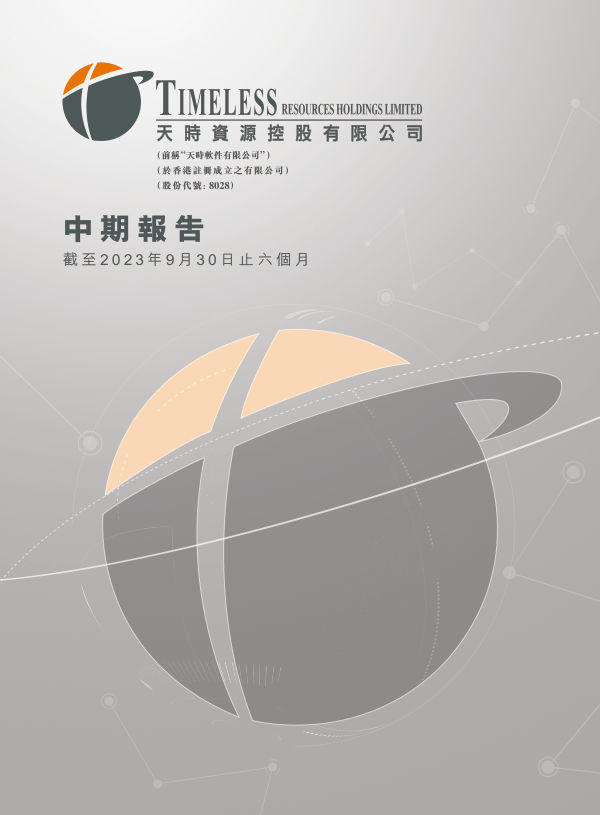 TIMELESS RESOURCES HOLDINGS LIMITED
天時資源控股有限公司
(前稱“天時軟件有限公司”)
(於香港註冊成立之有限公司)
(股份代號: 8028)
中期報告
截至2023年9月30日止六個月